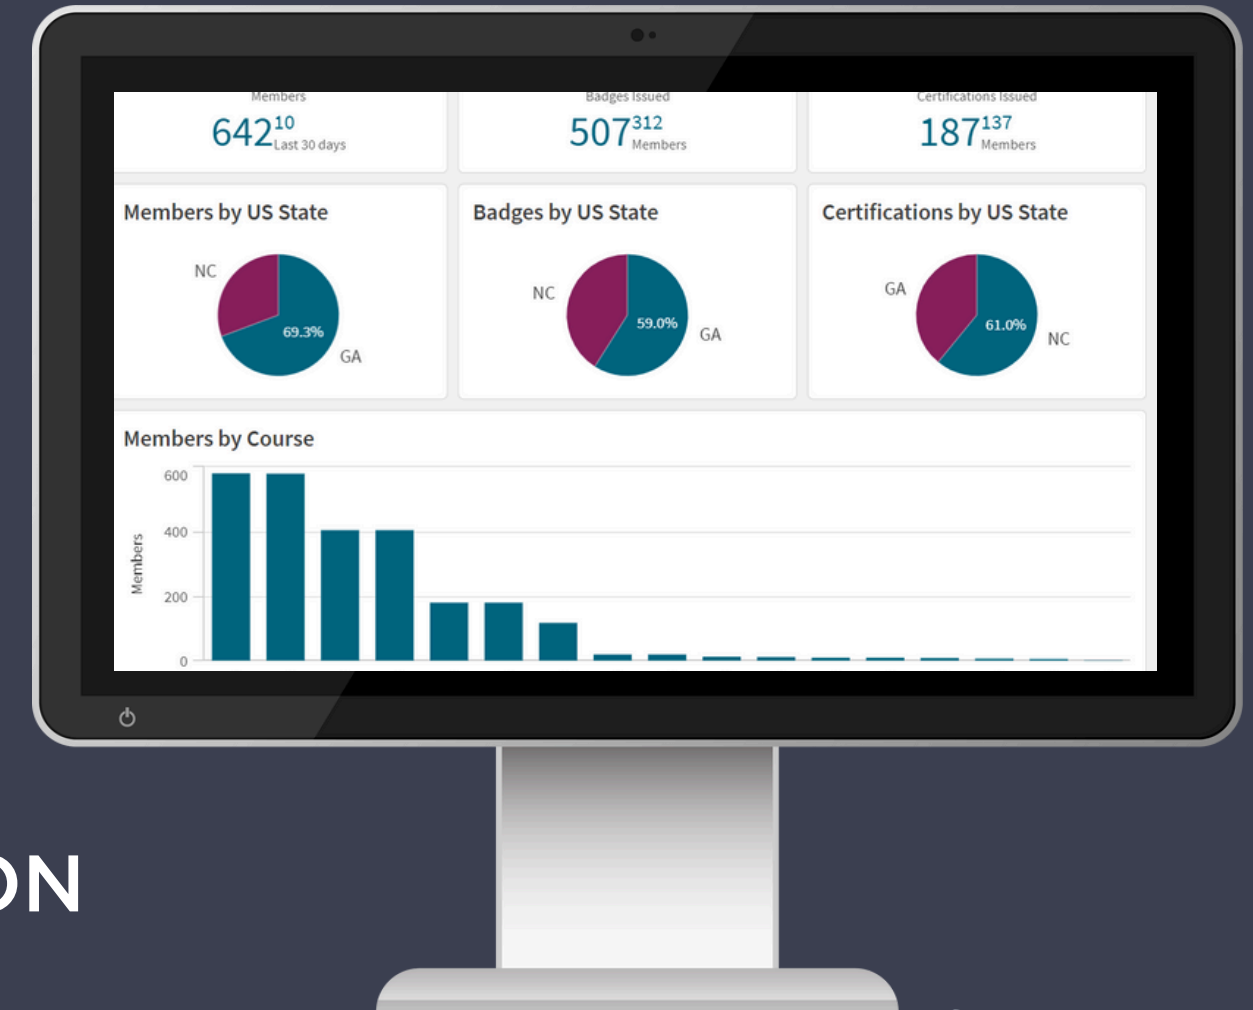 Members
642 10
Last 30 days
Badges Issued
507 312
Members
Certifications Issued
187 137
Members
Members by US State
NC
69.3%
GA
Badges by US State
NC
59.0%
GA
Certifications by US State
GA
61.0%
NC
Members by Course
Members
600
400
200
0
ON